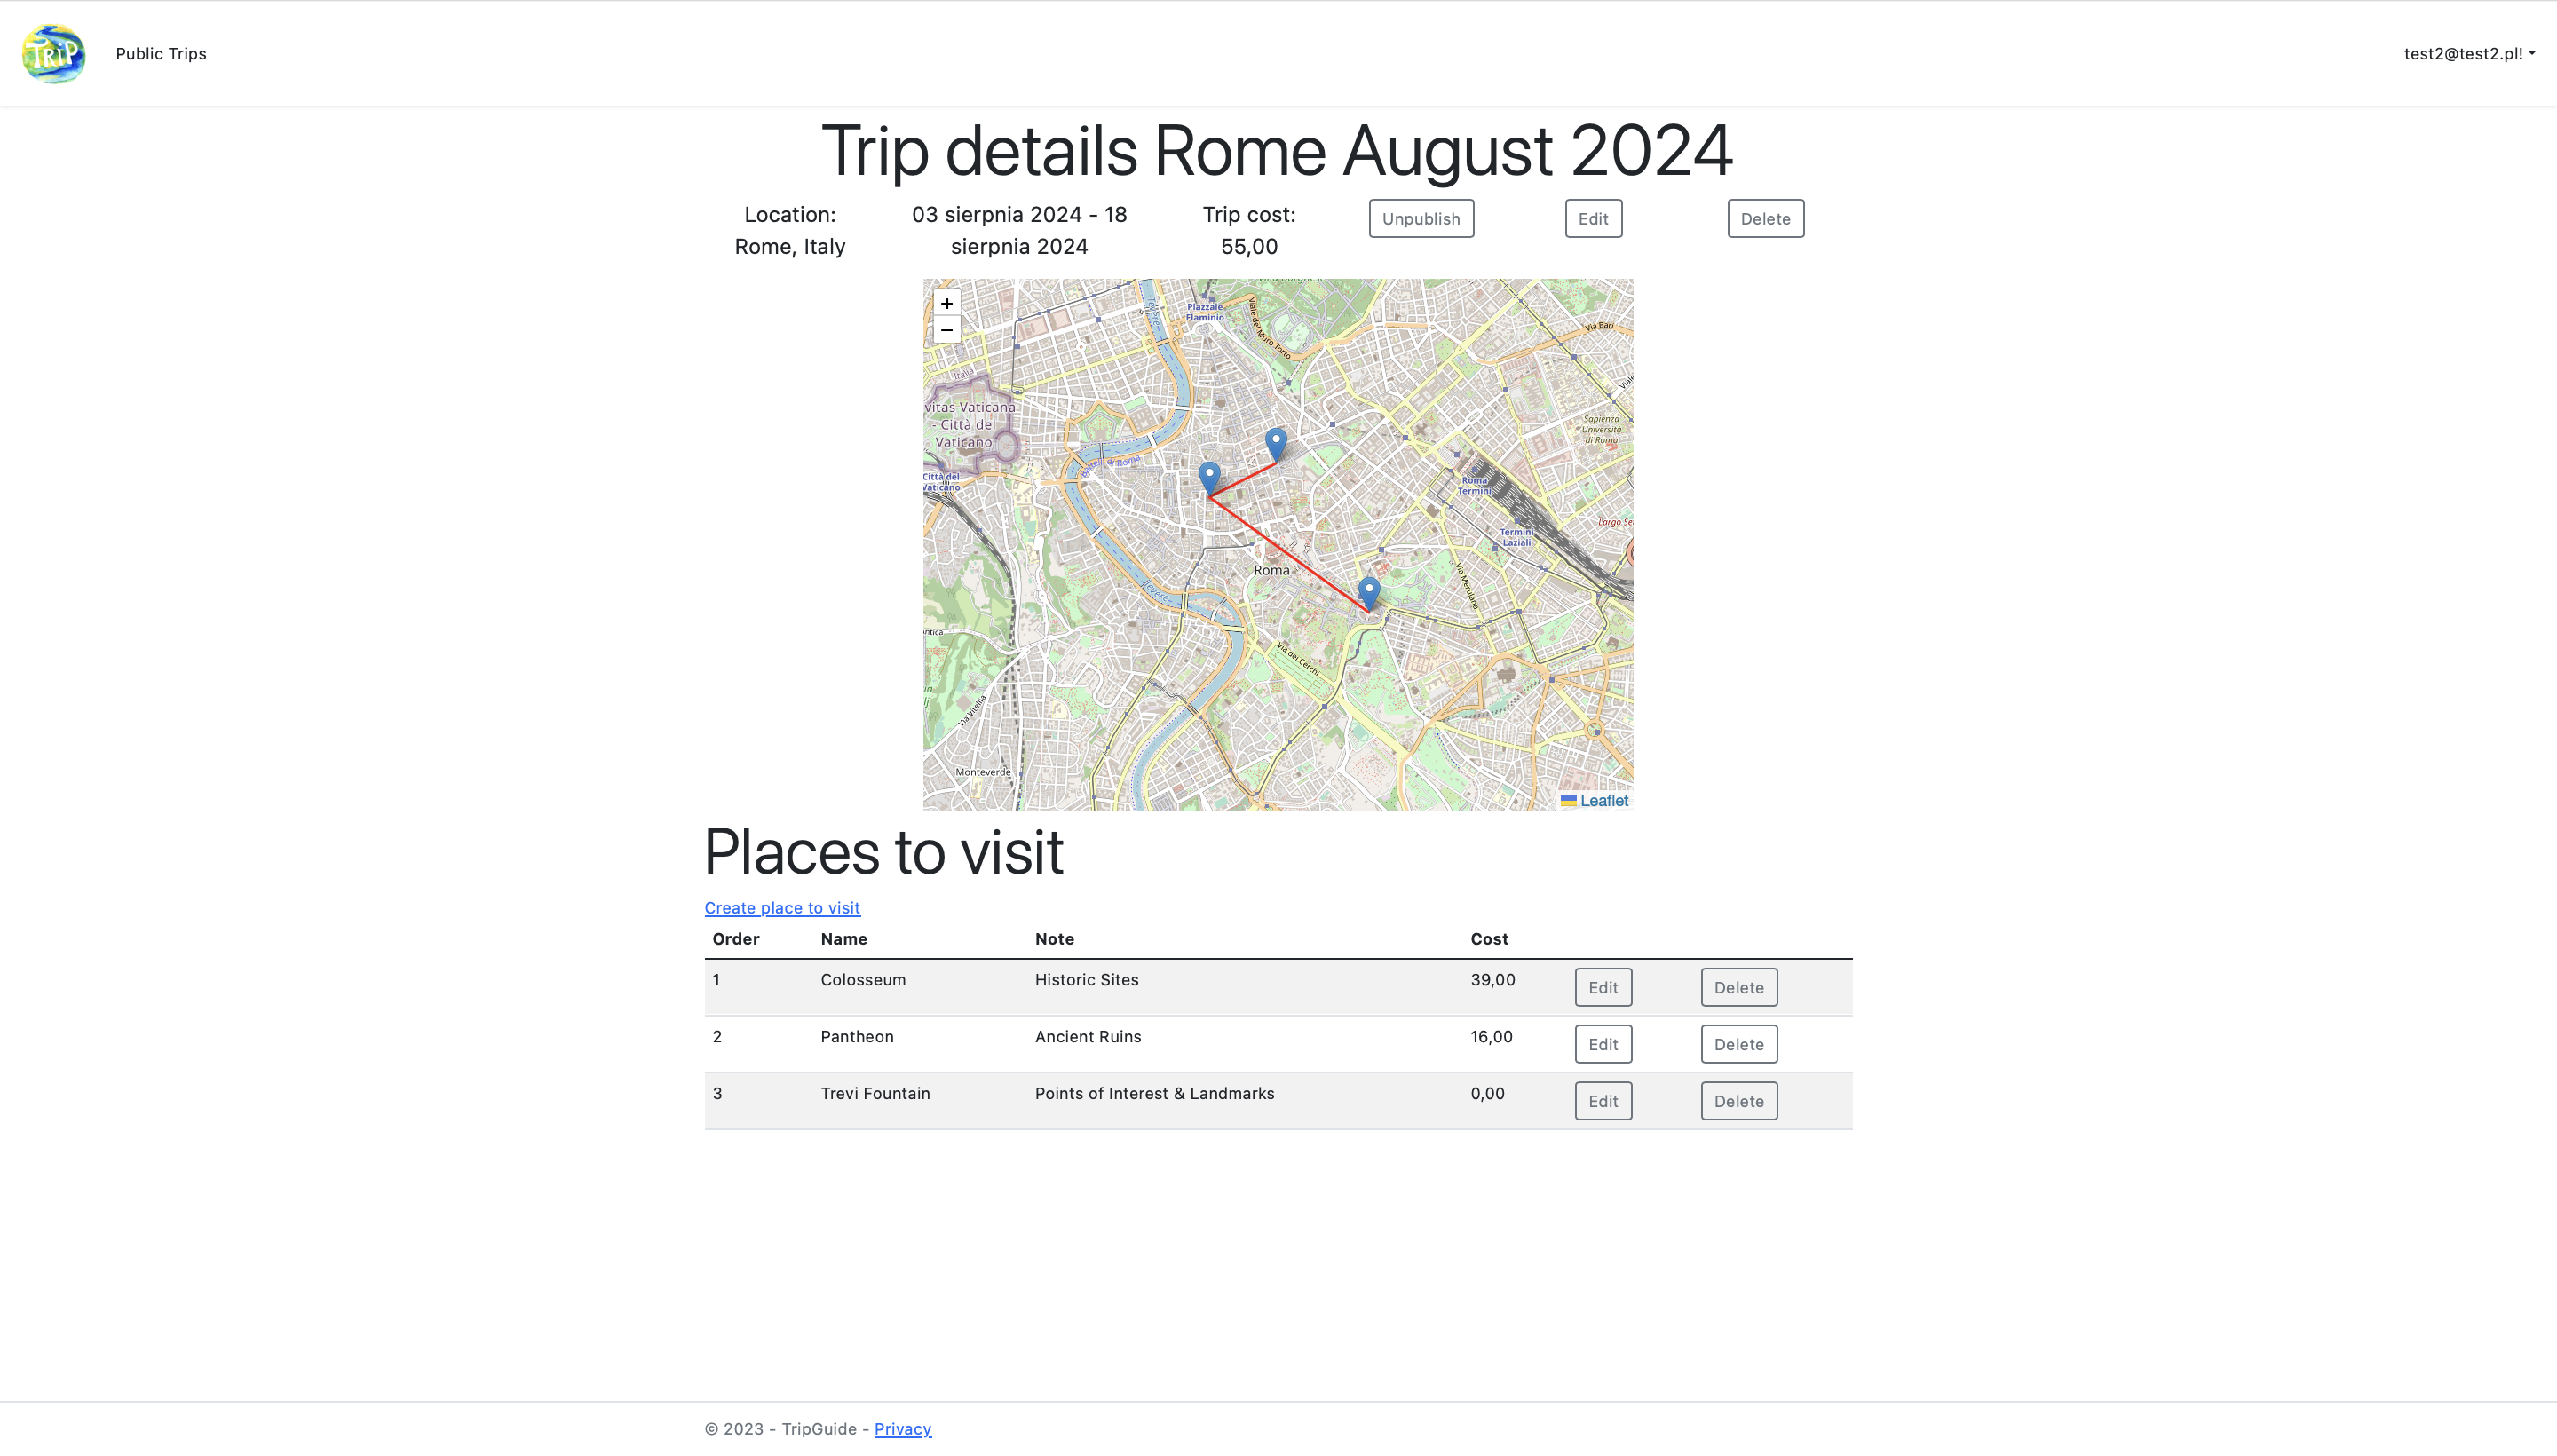 TRIP
Public Trips
test2@test2.pl!
Trip details Rome August 2024
Location:
Rome, Italy
03 sierpnia 2024 - 18
sierpnia 2024
Trip cost:
55,00
Unpublish
Edit
Delete
+
−
Piazzale
Flaminio
Viale del Muro Torto
Via Bari
Tevere
Italia
vitas Vaticana
- Città del
Vaticano
Sapienza
Università
di Roma
Città del
Vaticano
Roma
Termini
Termini
Laziali
Largo Se
Roma
Via Merulana
Tevere
Via dei Cerchi
Via Vitellia
Monteverde
Leaflet
Places to visit
Create place to visit
Order Name Note Cost
1 Colosseum Historic Sites 39,00 Edit Delete
2 Pantheon Ancient Ruins 16,00 Edit Delete
3 Trevi Fountain Points of Interest & Landmarks 0,00 Edit Delete
© 2023 - TripGuide - Privacy